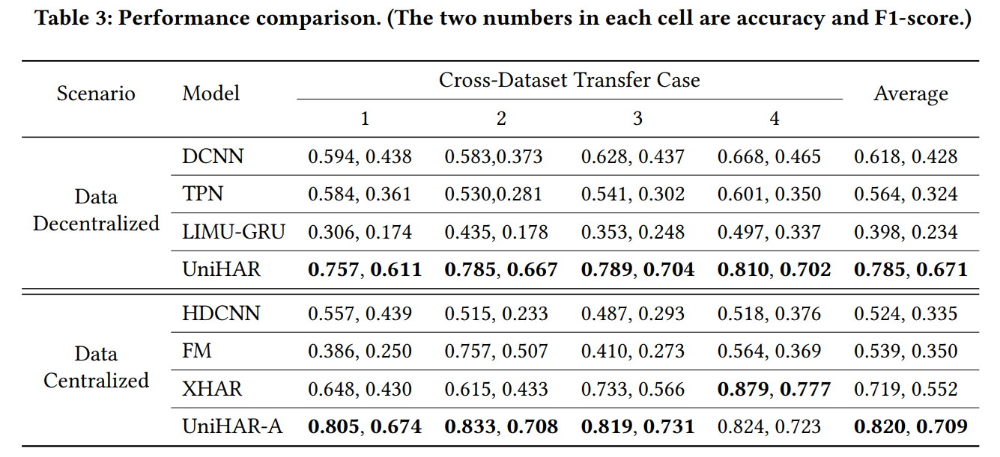 Table 3: Performance comparison. (The two numbers in each cell are accuracy and F1-score.)
Scenario Model Cross-Dataset Transfer Case Average
1 2 3 4
Data Decentralized
DCNN 0.594, 0.438 0.583,0.373 0.628, 0.437 0.668, 0.465 0.618, 0.428
TPN 0.584, 0.361 0.530,0.281 0.541, 0.302 0.601, 0.350 0.564, 0.324
LIMU-GRU 0.306, 0.174 0.435, 0.178 0.353, 0.248 0.497, 0.337 0.398, 0.234
UniHAR 0.757, 0.611 0.785, 0.667 0.789, 0.704 0.810, 0.702 0.785, 0.671
Data Centralized
HDCNN 0.557, 0.439 0.515, 0.233 0.487, 0.293 0.518, 0.376 0.524, 0.335
FM 0.386, 0.250 0.757, 0.507 0.410, 0.273 0.564, 0.369 0.539, 0.350
XHAR 0.648, 0.430 0.615, 0.433 0.733, 0.566 0.879, 0.777 0.719, 0.552
UniHAR-A 0.805, 0.674 0.833, 0.708 0.819, 0.731 0.824, 0.723 0.820, 0.709